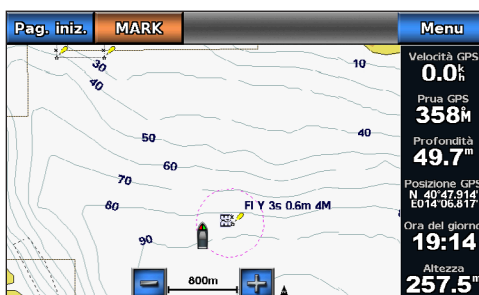 Pag. iniz. MARK Menu
Velocità GPS
0.0 k/h
Prua GPS
358°M
Profondità
49.7m
Posizione GPS
N 40°47.914'
E014°06.817'
Ora del giorno
19:14
Altezza
257.5m
30
40
10
50
40
60
70
80
Fl Y 3s 0.6m 4M
90
800m